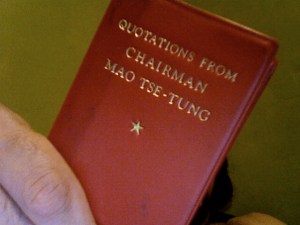 QUOTATIONS FROM
CHAIRMAN
MAO TSE-TUNG